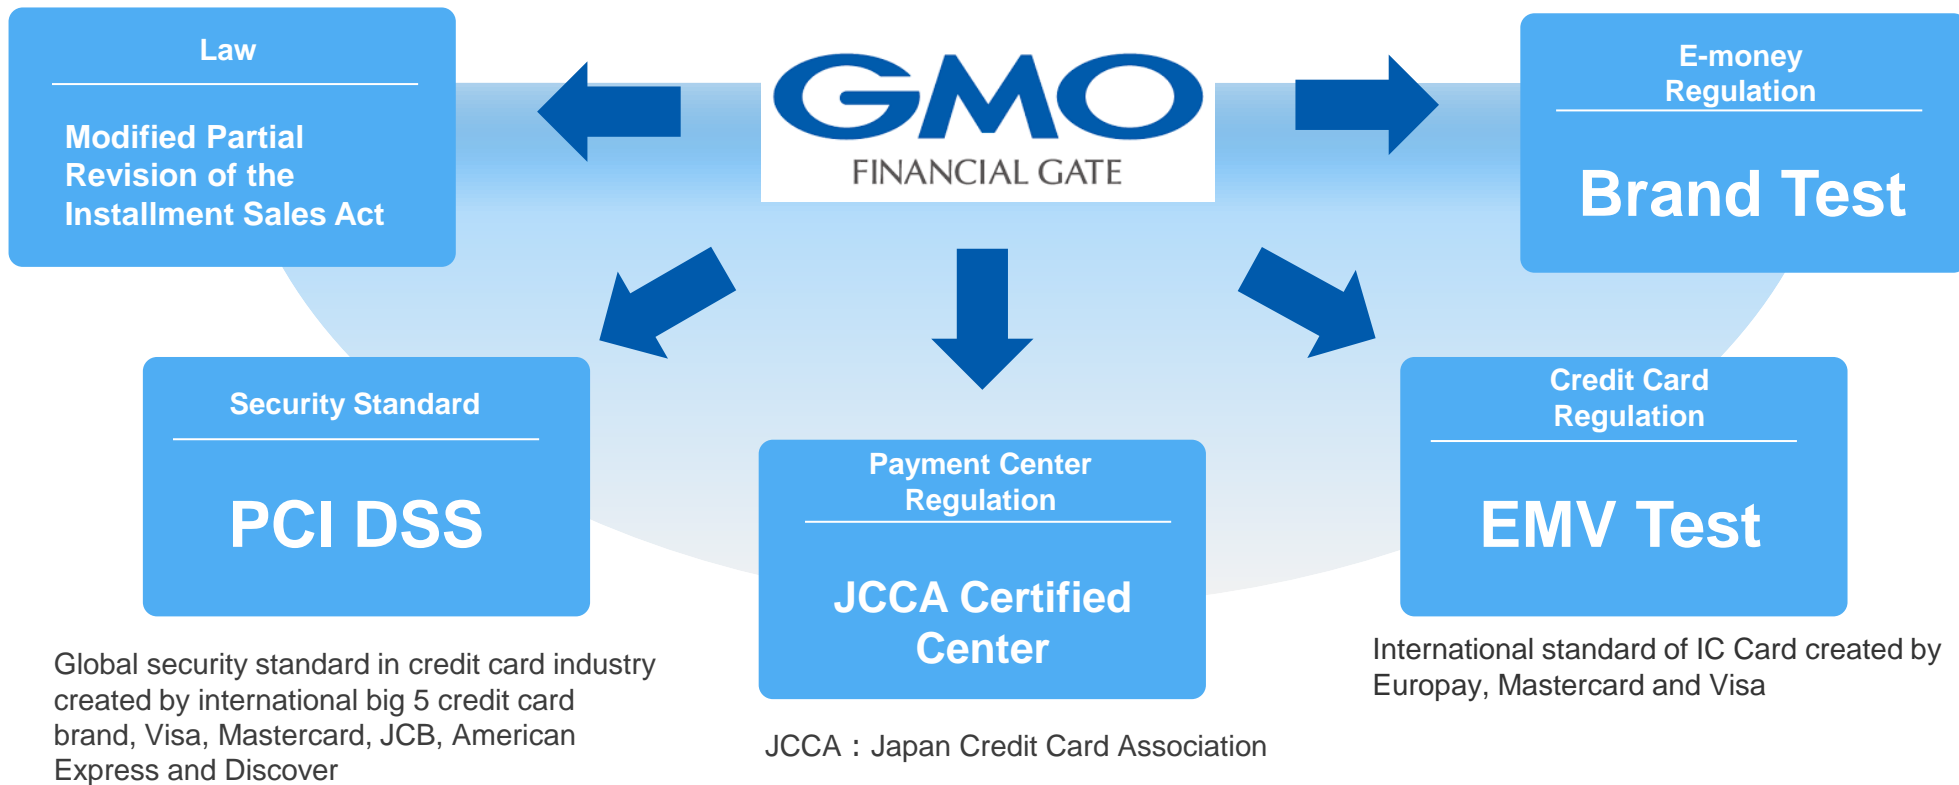 Law
Modified Partial
Revision of the
Installment Sales Act
GMO
FINANCIAL GATE
E-money
Regulation
Brand Test
Security Standard
PCI DSS
Global security standard in credit card industry
created by international big 5 credit card
brand, Visa, Mastercard, JCB, American
Express and Discover
Payment Center
Regulation
JCCA Certified
Center
JCCA：Japan Credit Card Association
Credit Card
Regulation
EMV Test
International standard of IC Card created by
Europay, Mastercard and Visa